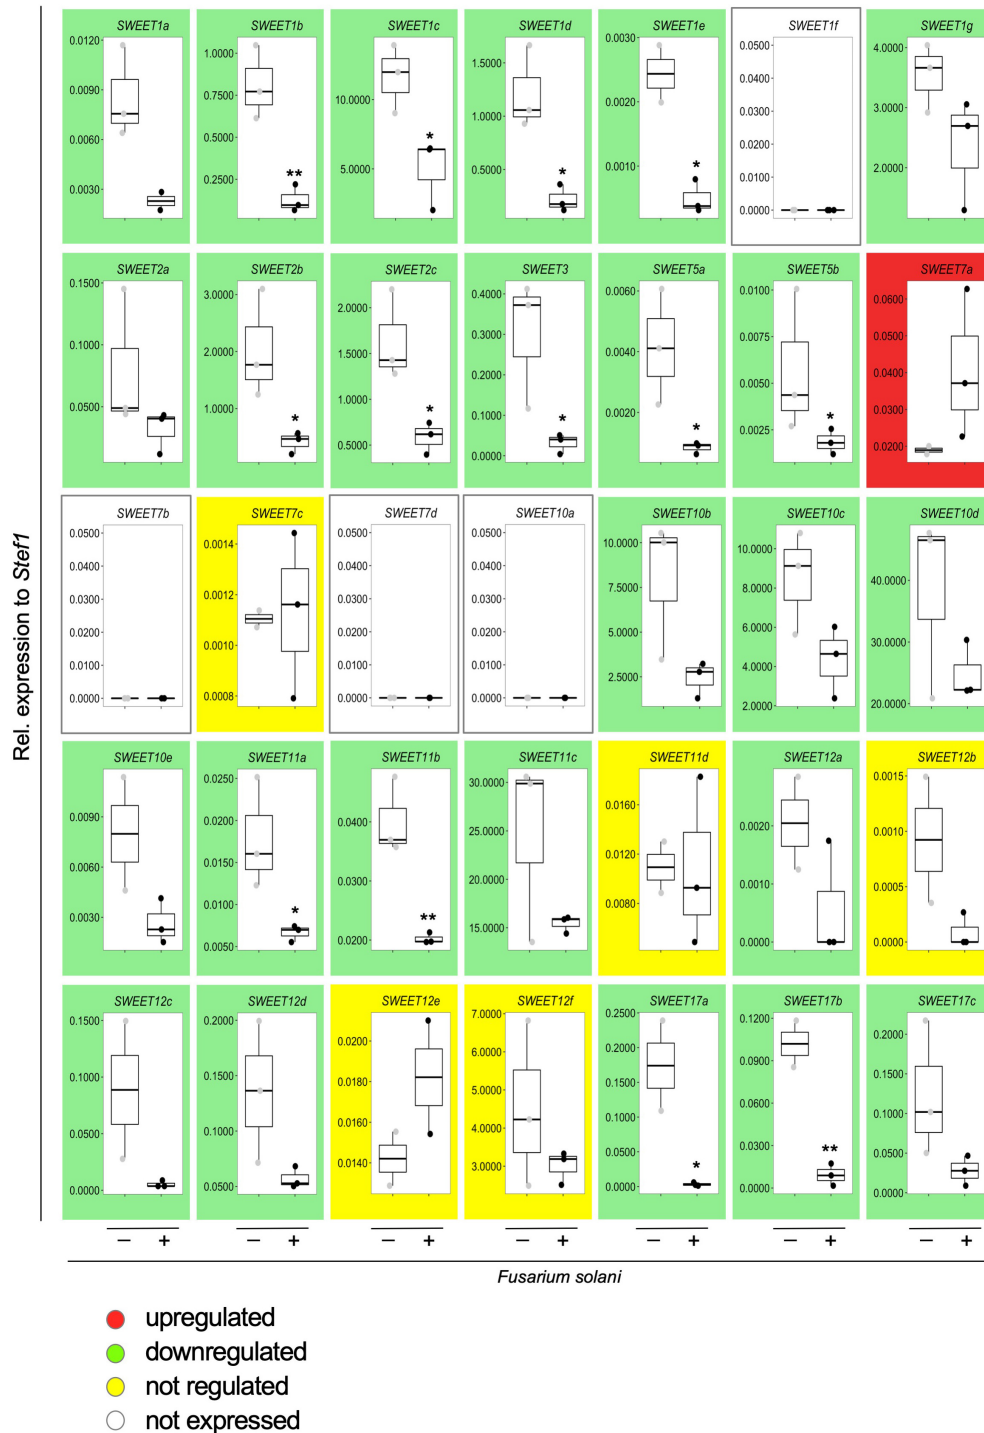 SWEET1a SWEET1b SWEET1c SWEET1d SWEET1e SWEET1f SWEET1g
0.0120 0.0090 0.0060 0.0030
1.0000 0.7500 0.5000 0.2500 **
10.0000 5.0000 *
1.5000 1.0000 0.5000 *
0.0030 0.0020 0.0010 *
0.0500 0.0400 0.0300 0.0200 0.0100 0.0000
4.0000 3.0000 2.0000
SWEET2a SWEET2b SWEET2c SWEET3 SWEET5a SWEET5b SWEET7a
0.1500 0.1000 0.0500
3.0000 2.0000 1.0000 *
2.0000 1.5000 1.0000 0.5000 *
0.4000 0.3000 0.2000 0.1000 0.0000 *
0.0060 0.0040 0.0020 *
0.0100 0.0075 0.0050 0.0025 *
0.0600 0.0500 0.0400 0.0300 0.0200
SWEET7b SWEET7c SWEET7d SWEET10a SWEET10b SWEET10c SWEET10d
0.0500 0.0400 0.0300 0.0200 0.0100 0.0000
0.0014 0.0012 0.0010 0.0008
0.0500 0.0400 0.0300 0.0200 0.0100 0.0000
0.0500 0.0400 0.0300 0.0200 0.0100 0.0000
10.0000 7.5000 5.0000 2.5000
10.0000 8.0000 6.0000 4.0000 2.0000
40.0000 30.0000 20.0000
SWEET10e SWEET11a SWEET11b SWEET11c SWEET11d SWEET12a SWEET12b
0.0090 0.0060 0.0030
0.0250 0.0200 0.0150 0.0100 0.0050 *
0.0400 0.0300 0.0200 **
30.0000 25.0000 20.0000 15.0000
0.0160 0.0120 0.0080
0.0020 0.0010 0.0000
0.0015 0.0010 0.0005 0.0000
SWEET12c SWEET12d SWEET12e SWEET12f SWEET17a SWEET17b SWEET17c
0.1500 0.1000 0.0500 0.0000
0.2000 0.1500 0.1000 0.0500
0.0200 0.0180 0.0160 0.0140
7.0000 6.0000 5.0000 4.0000 3.0000
0.2500 0.2000 0.1500 0.1000 0.0500 0.0000 *
0.1200 0.0900 0.0600 0.0300 0.0000 **
0.2000 0.1500 0.1000 0.0500 0.0000
Rel. expression to Stef1
− + − + − + − + − + − + − +
Fusarium solani
upregulated
downregulated
not regulated
not expressed